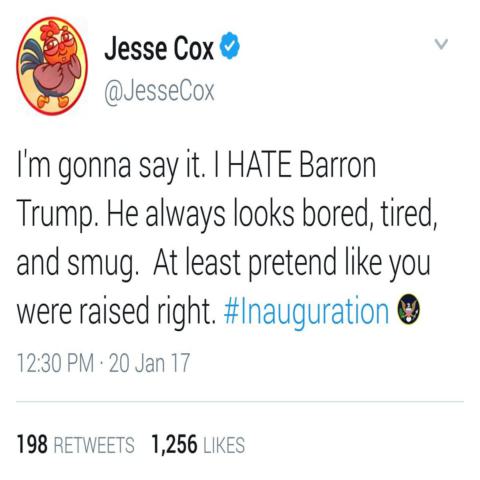 Jesse Cox
@JesseCox
I'm gonna say it. I HATE Barron
Trump. He always looks bored, tired,
and smug.  At least pretend like you
were raised right. #Inauguration
12:30 PM · 20 Jan 17
198 RETWEETS 1,256 LIKES